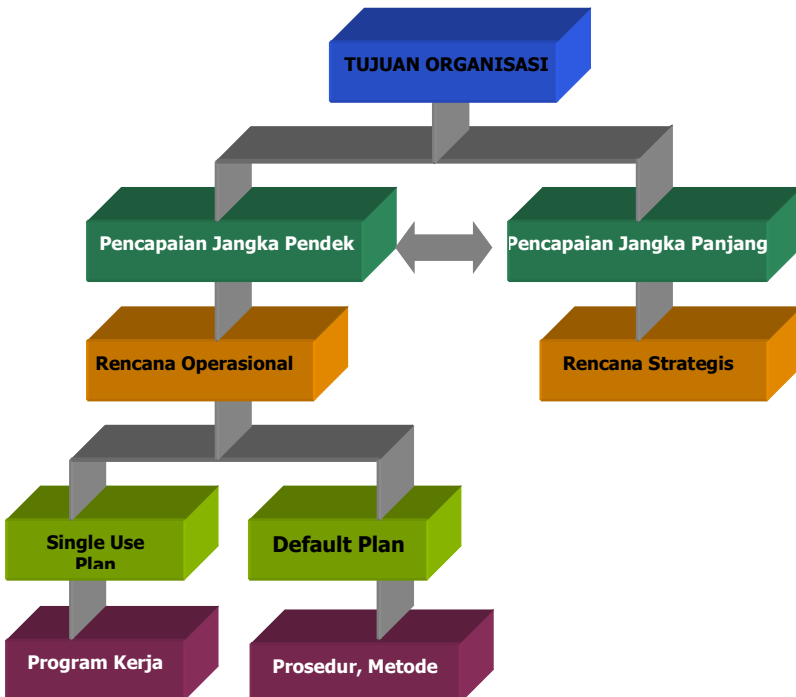 TUJUAN ORGANISASI
Pencapaian Jangka Pendek
Pencapaian Jangka Panjang
Rencana Operasional
Rencana Strategis
Single Use
Plan
Default Plan
Program Kerja
Prosedur, Metode